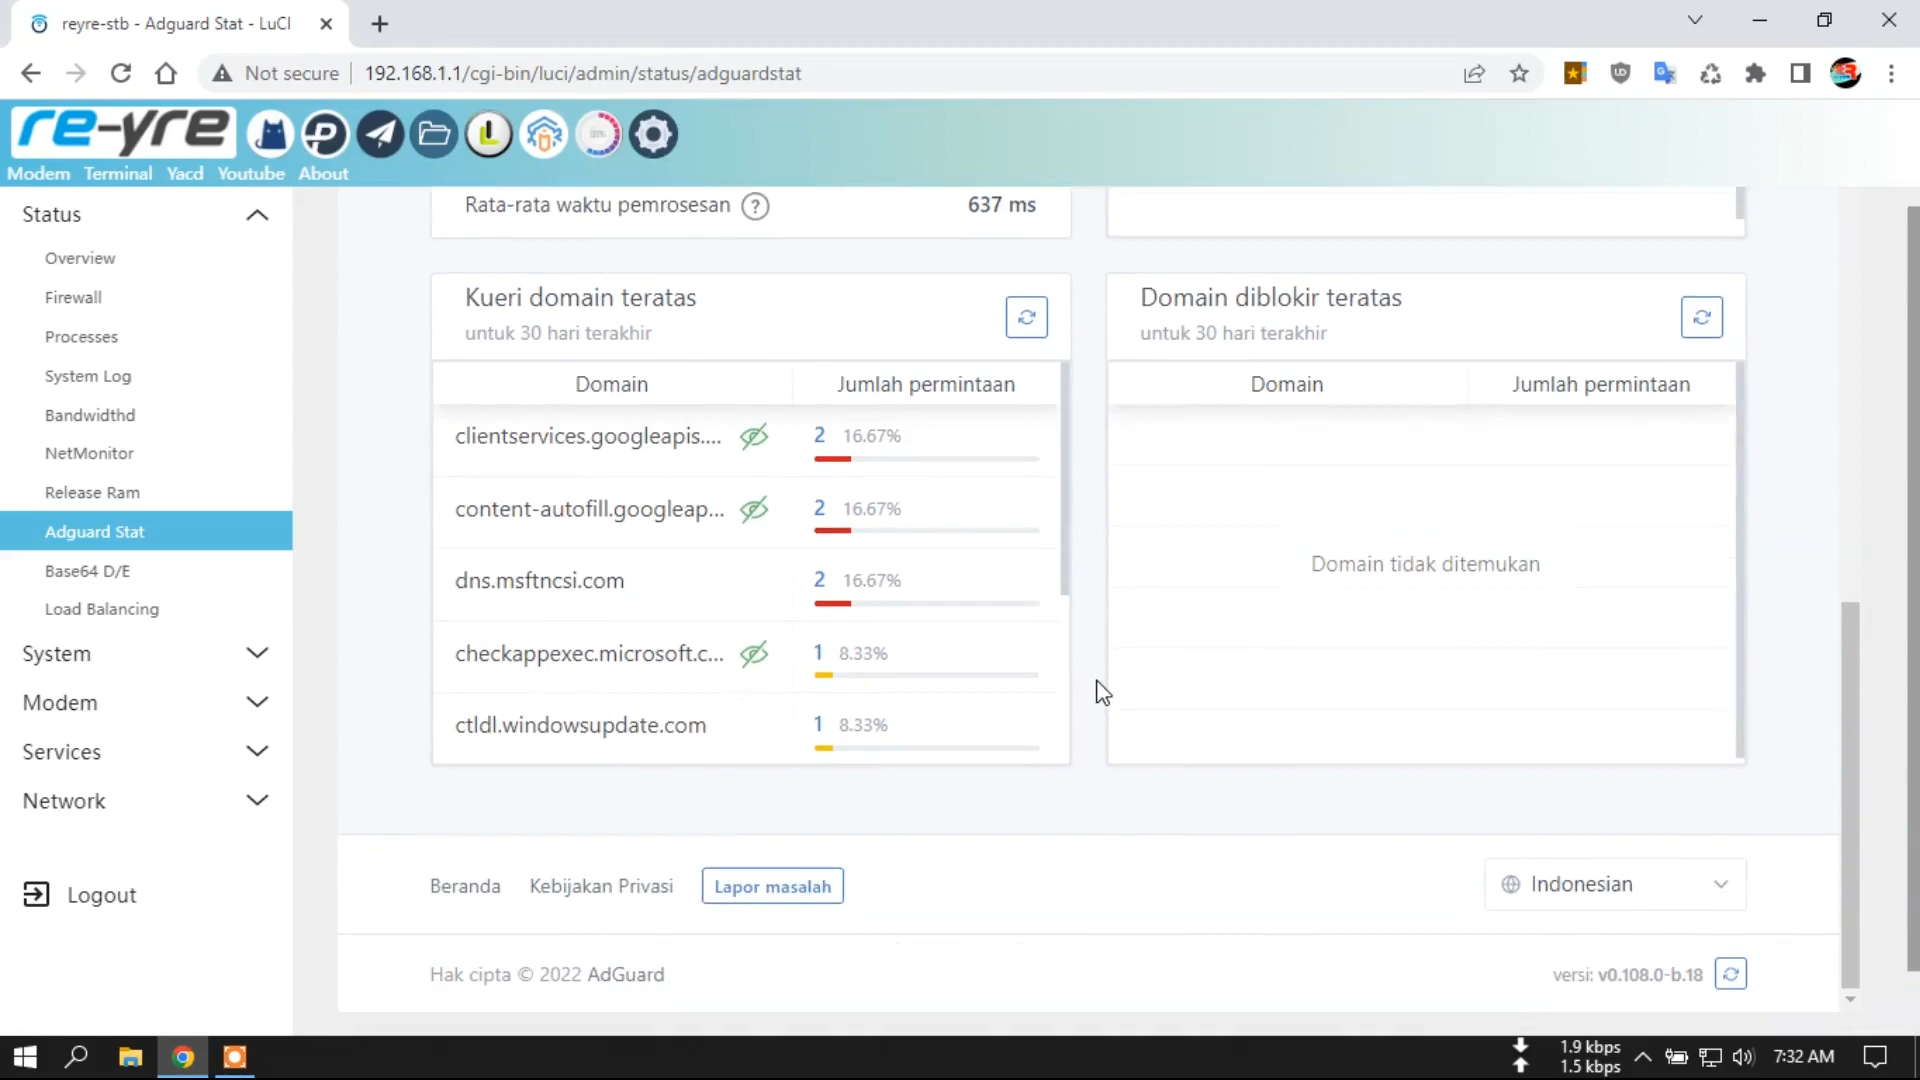 reyre-stb - Adguard Stat - LuCI
Not secure
192.168.1.1/cgi-bin/luci/admin/status/adguardstat
re-yre
Modem Terminal Yacd Youtube About
Status
Overview
Firewall
Processes
System Log
Bandwidthd
NetMonitor
Release Ram
Adguard Stat
Base64 D/E
Load Balancing
System
Modem
Services
Network
Logout
Rata-rata waktu pemrosesan ? 637 ms
Kueri domain teratas
untuk 30 hari terakhir
Domain Jumlah permintaan
clientservices.googleapis.... 2 16.67%
content-autofill.googleap... 2 16.67%
dns.msftncsi.com 2 16.67%
checkappexec.microsoft.c... 1 8.33%
ctldl.windowsupdate.com 1 8.33%
Domain diblokir teratas
untuk 30 hari terakhir
Domain Jumlah permintaan
Domain tidak ditemukan
Beranda Kebijakan Privasi Lapor masalah
Indonesian
Hak cipta © 2022 AdGuard
versi: v0.108.0-b.18
1.9 kbps
1.5 kbps
7:32 AM